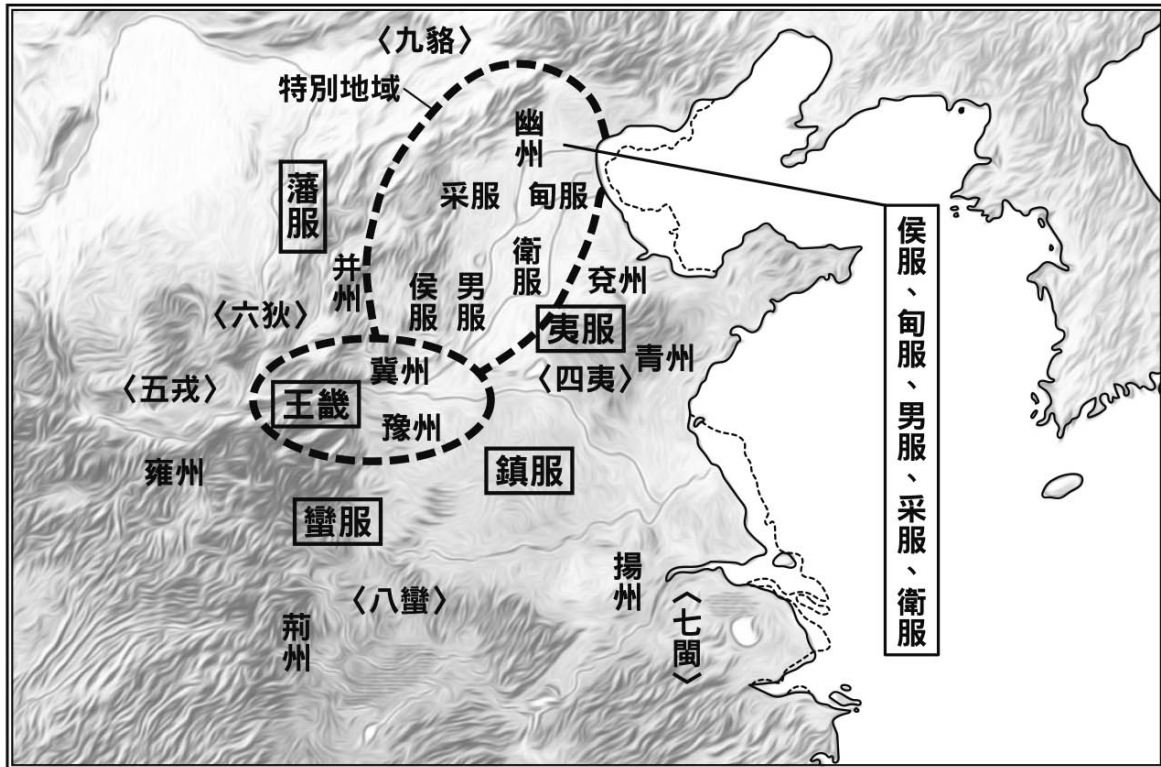 〈九貉〉
特別地域
幽州
采服
甸服
藩服
衛服
并州
侯服
男服
兗州
〈六狄〉
夷服
青州
冀州
〈四夷〉
〈五戎〉
王畿
豫州
雍州
鎮服
蠻服
揚州
〈八蠻〉
荊州
〈七閩〉
侯服、甸服、男服、采服、衛服